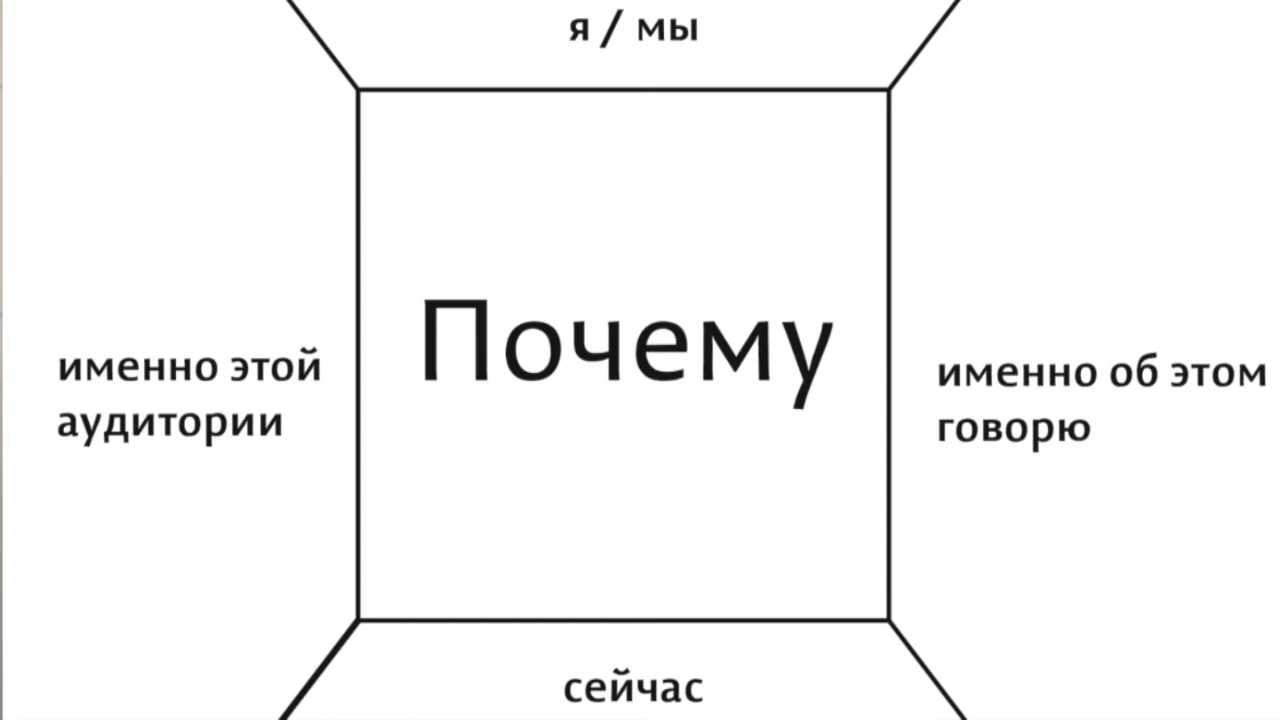 я / мы
Почему
именно этой
аудитории
именно об этом
говорю
сейчас